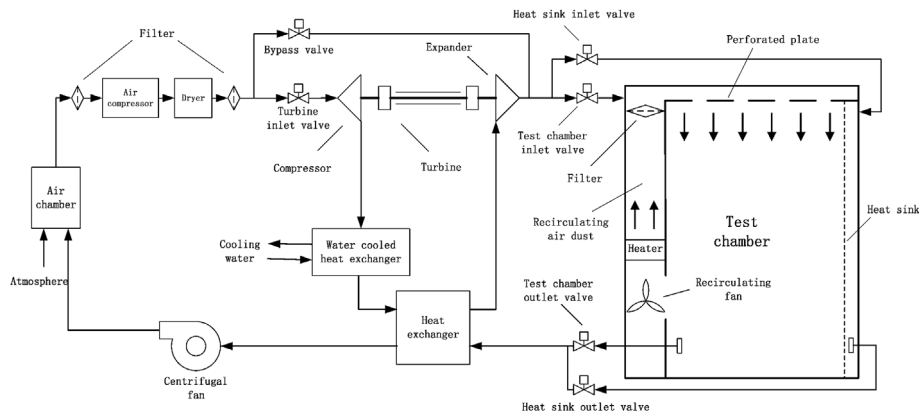 Heat sink inlet valve
Filter
Bypass valve
Expander
Perforated plate
Air
compressor
Dryer
Turbine
inlet valve
Test chamber
inlet valve
Compressor
Turbine
Filter
Air
chamber
Recirculating
air dust
Test
chamber
Heat sink
Cooling
water
Water cooled
heat exchanger
Heater
Atmosphere
Test chamber
outlet valve
Recirculating
fan
Heat
exchanger
Centrifugal
fan
Heat sink outlet valve